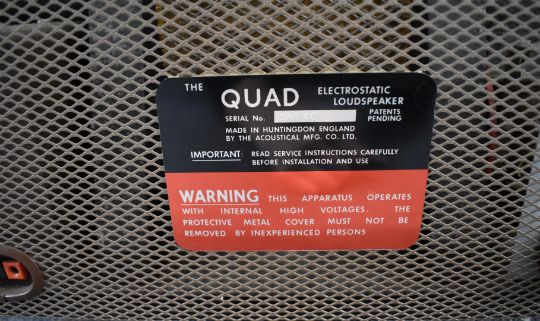 THE
QUAD ELECTROSTATIC
LOUDSPEAKER
SERIAL No. PATENTS
PENDING
MADE IN HUNTINGDON ENGLAND
BY THE ACOUSTICAL MFG. CO. LTD.
IMPORTANT: READ SERVICE INSTRUCTIONS CAREFULLY
BEFORE INSTALLATION AND USE
WARNING THIS APPARATUS OPERATES
WITH INTERNAL HIGH VOLTAGES. THE
PROTECTIVE METAL COVER MUST NOT BE
REMOVED BY INEXPERIENCED PERSONS